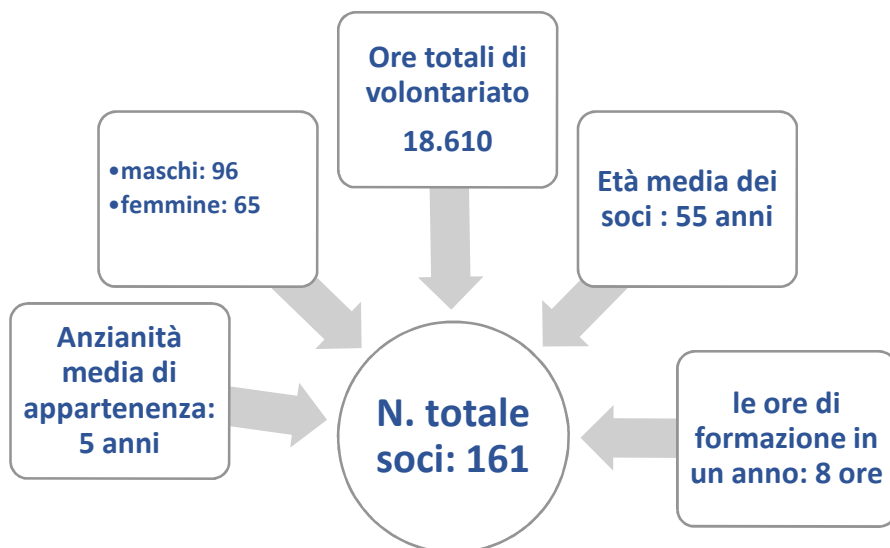 Ore totali di
volontariato
18.610
•maschi: 96
•femmine: 65
Età media dei
soci : 55 anni
Anzianità
media di
appartenenza:
5 anni
N. totale
soci: 161
le ore di
formazione in
un anno: 8 ore